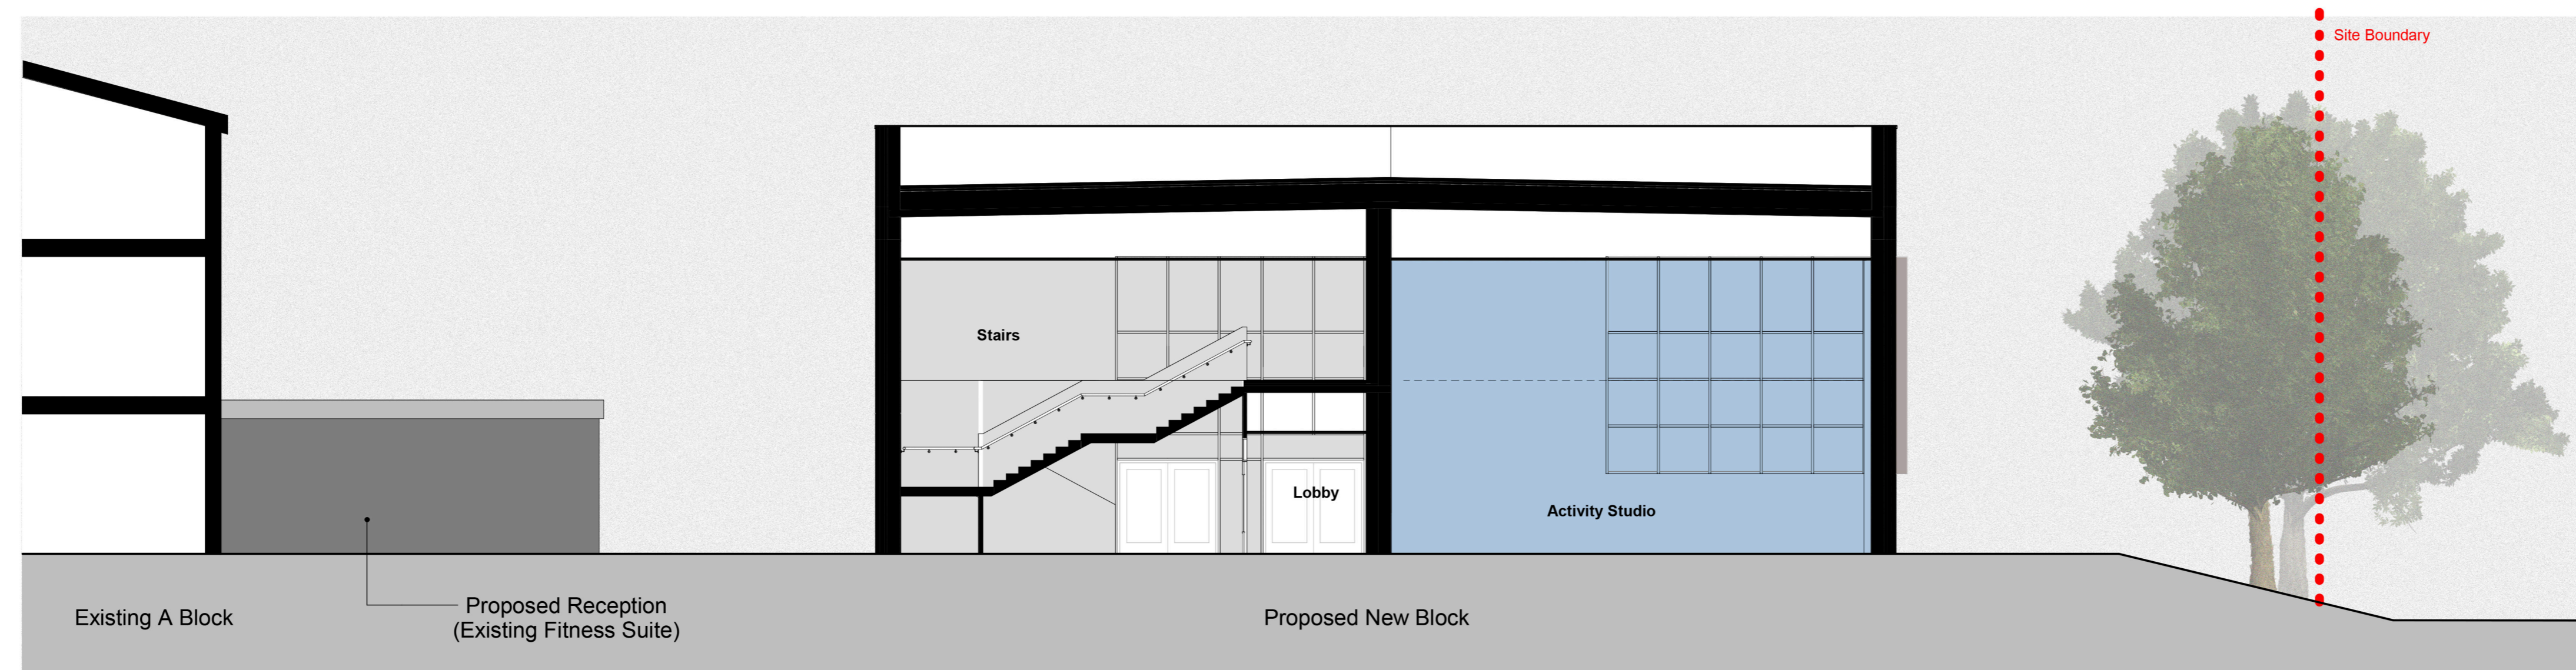 Site Boundary
Stairs
Lobby
Activity Studio
Existing A Block
Proposed Reception
(Existing Fitness Suite)
Proposed New Block